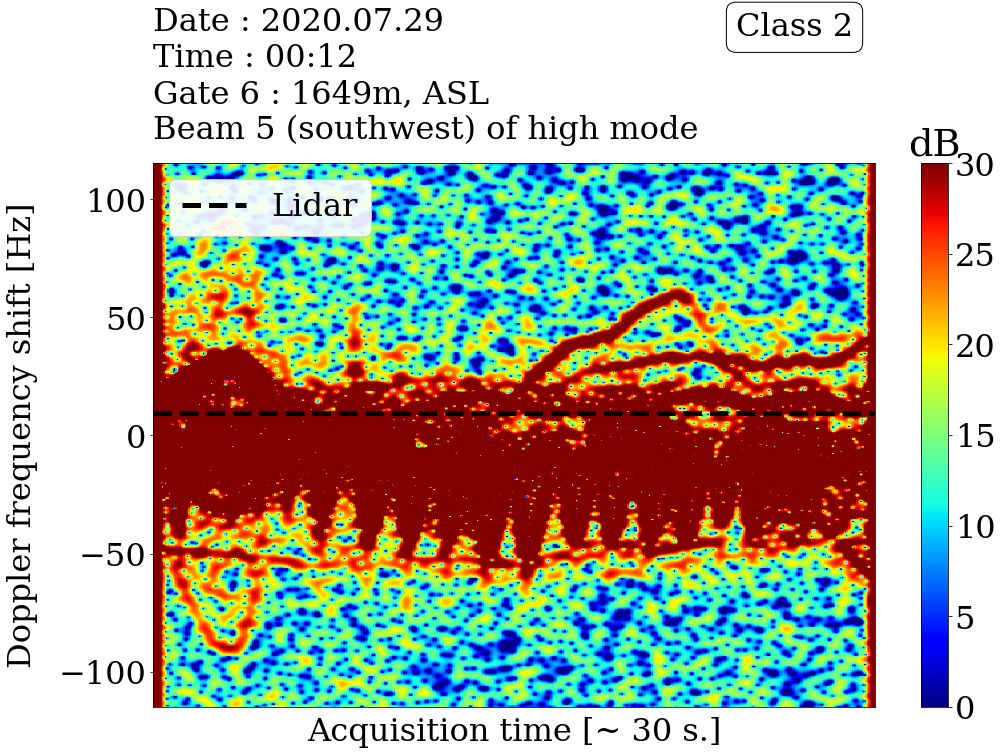 Date : 2020.07.29
Time : 00:12
Gate 6 : 1649m, ASL
Beam 5 (southwest) of high mode
Class 2
dB
Lidar
Doppler frequency shift [Hz]
100
50
0
−50
−100
30
25
20
15
10
5
0
Acquisition time [~ 30 s.]